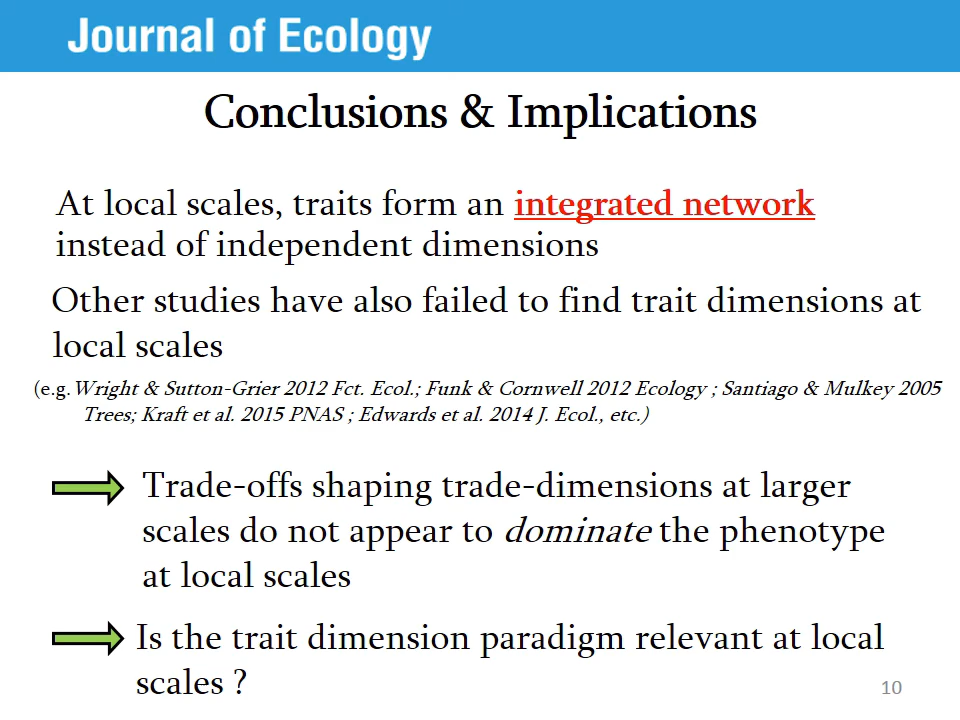 Journal of Ecology
Conclusions & Implications
At local scales, traits form an integrated network
instead of independent dimensions
Other studies have also failed to find trait dimensions at
local scales
(e.g. Wright & Sutton-Grier 2012 Fct. Ecol.; Funk & Cornwell 2012 Ecology ; Santiago & Mulkey 2005
Trees; Kraft et al. 2015 PNAS ; Edwards et al. 2014 J. Ecol., etc.)
Trade-offs shaping trade-dimensions at larger
scales do not appear to dominate the phenotype
at local scales
Is the trait dimension paradigm relevant at local
scales ?
10